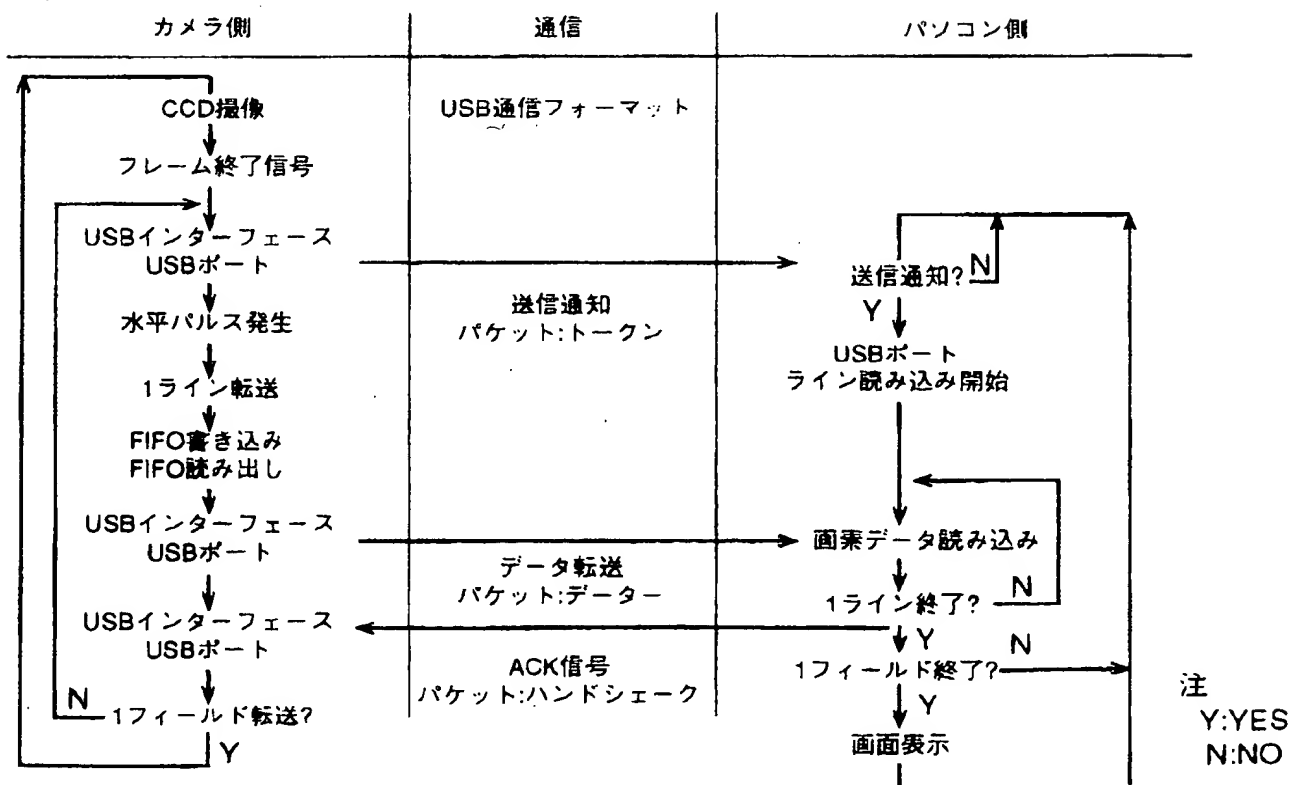 カメラ側
通信
パソコン側
CCD撮像
フレーム終了信号
USBインターフェース
USBポート
水平パルス発生
1ライン転送
FIFO書き込み
FIFO読み出し
USBインターフェース
USBポート
USBインターフェース
USBポート
N
1フィールド転送?
Y
USB通信フォーマット
送信通知
パケット:トークン
データ転送
パケット:データー
ACK信号
パケット:ハンドシェーク
送信通知?
N
Y
USBポート
ライン読み込み開始
画素データ読み込み
1ライン終了?
N
Y
1フィールド終了?
N
Y
画面表示
注
Y:YES
N:NO